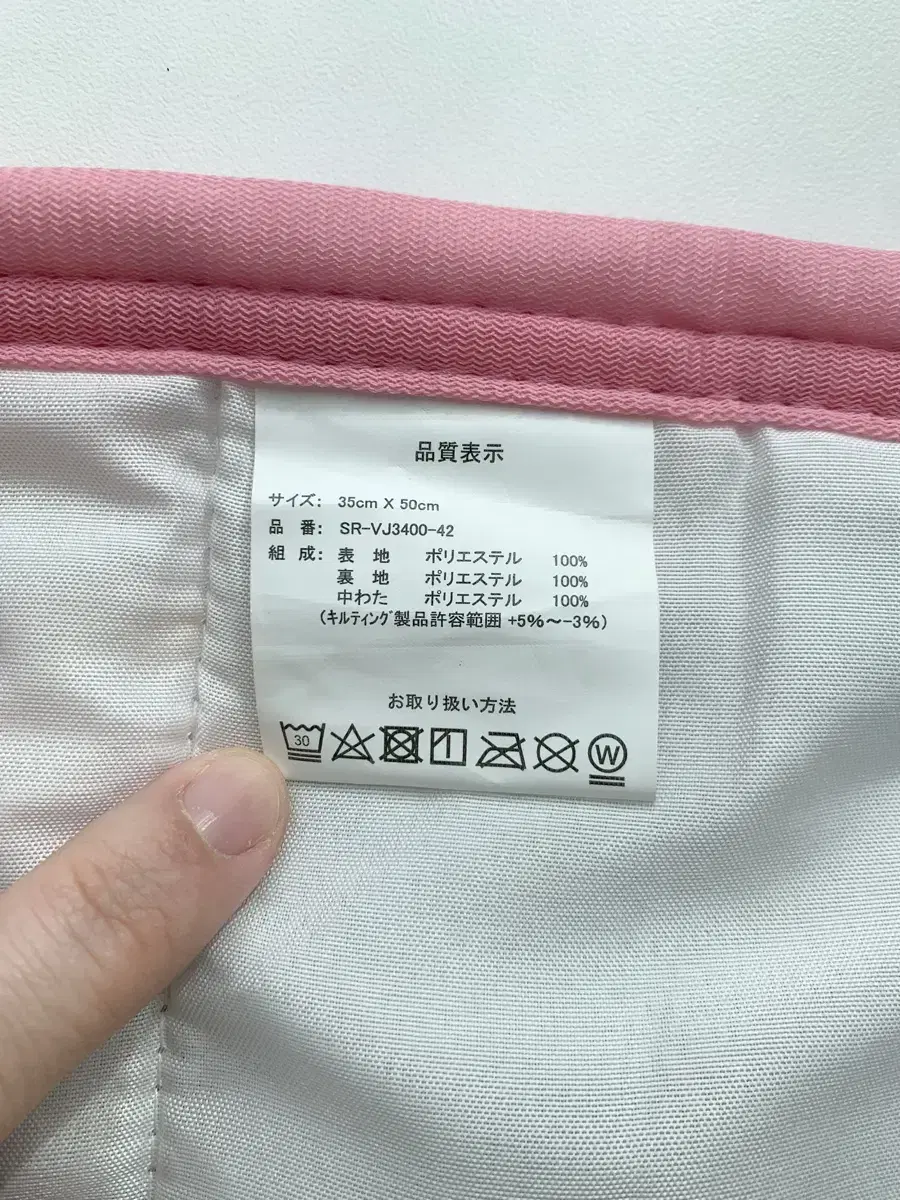 品質表示
サイズ: 35cm X 50cm
品 番: SR-VJ3400-42
組 成: 表 地 ポリエステル 100%
裏 地 ポリエステル 100%
中わた ポリエステル 100%
(ｷﾙﾃｨﾝｸﾞ製品許容範囲 +5%～-3%)
お取り扱い方法
30
W